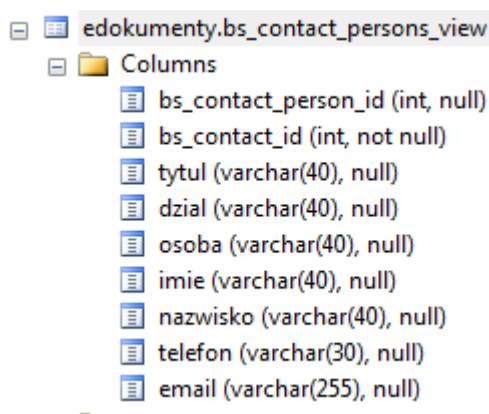 edokumenty.bs_contact_persons_view
Columns
bs_contact_person_id (int, null)
bs_contact_id (int, not null)
tytul (varchar(40), null)
dzial (varchar(40), null)
osoba (varchar(40), null)
imie (varchar(40), null)
nazwisko (varchar(40), null)
telefon (varchar(30), null)
email (varchar(255), null)